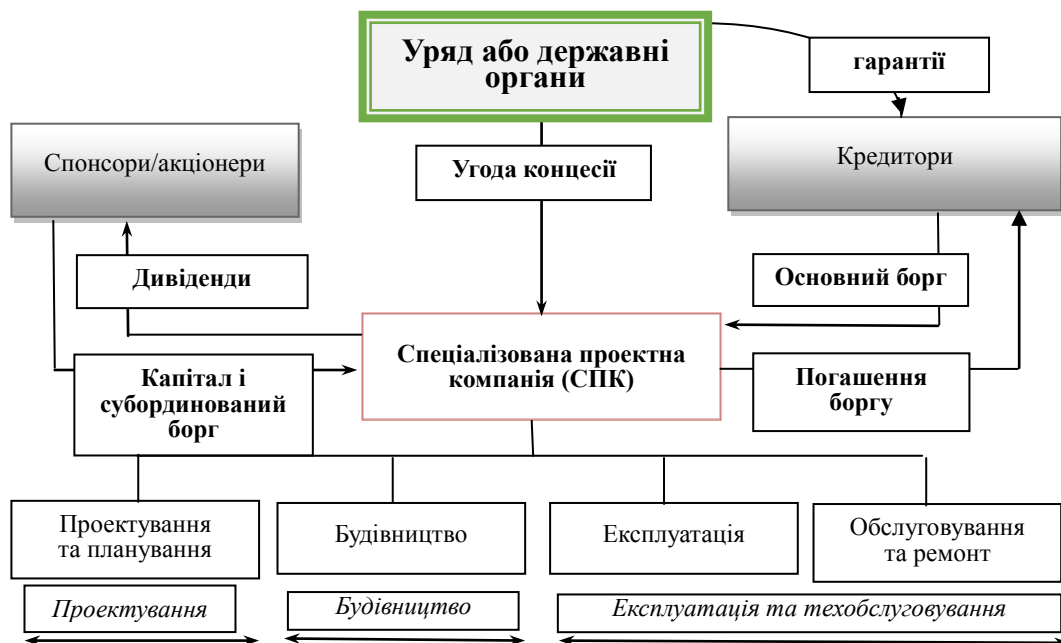 Уряд або державні
органи
гарантії
Спонсори/акціонери
Угода концесії
Кредитори
Дивіденди
Основний борг
Спеціалізована проектна
компанія (СПК)
Капітал і
субординований
борг
Погашення
боргу
Проектування
та планування
Будівництво
Експлуатація
Обслуговування
та ремонт
Проектування
Будівництво
Експлуатація та техобслуговування